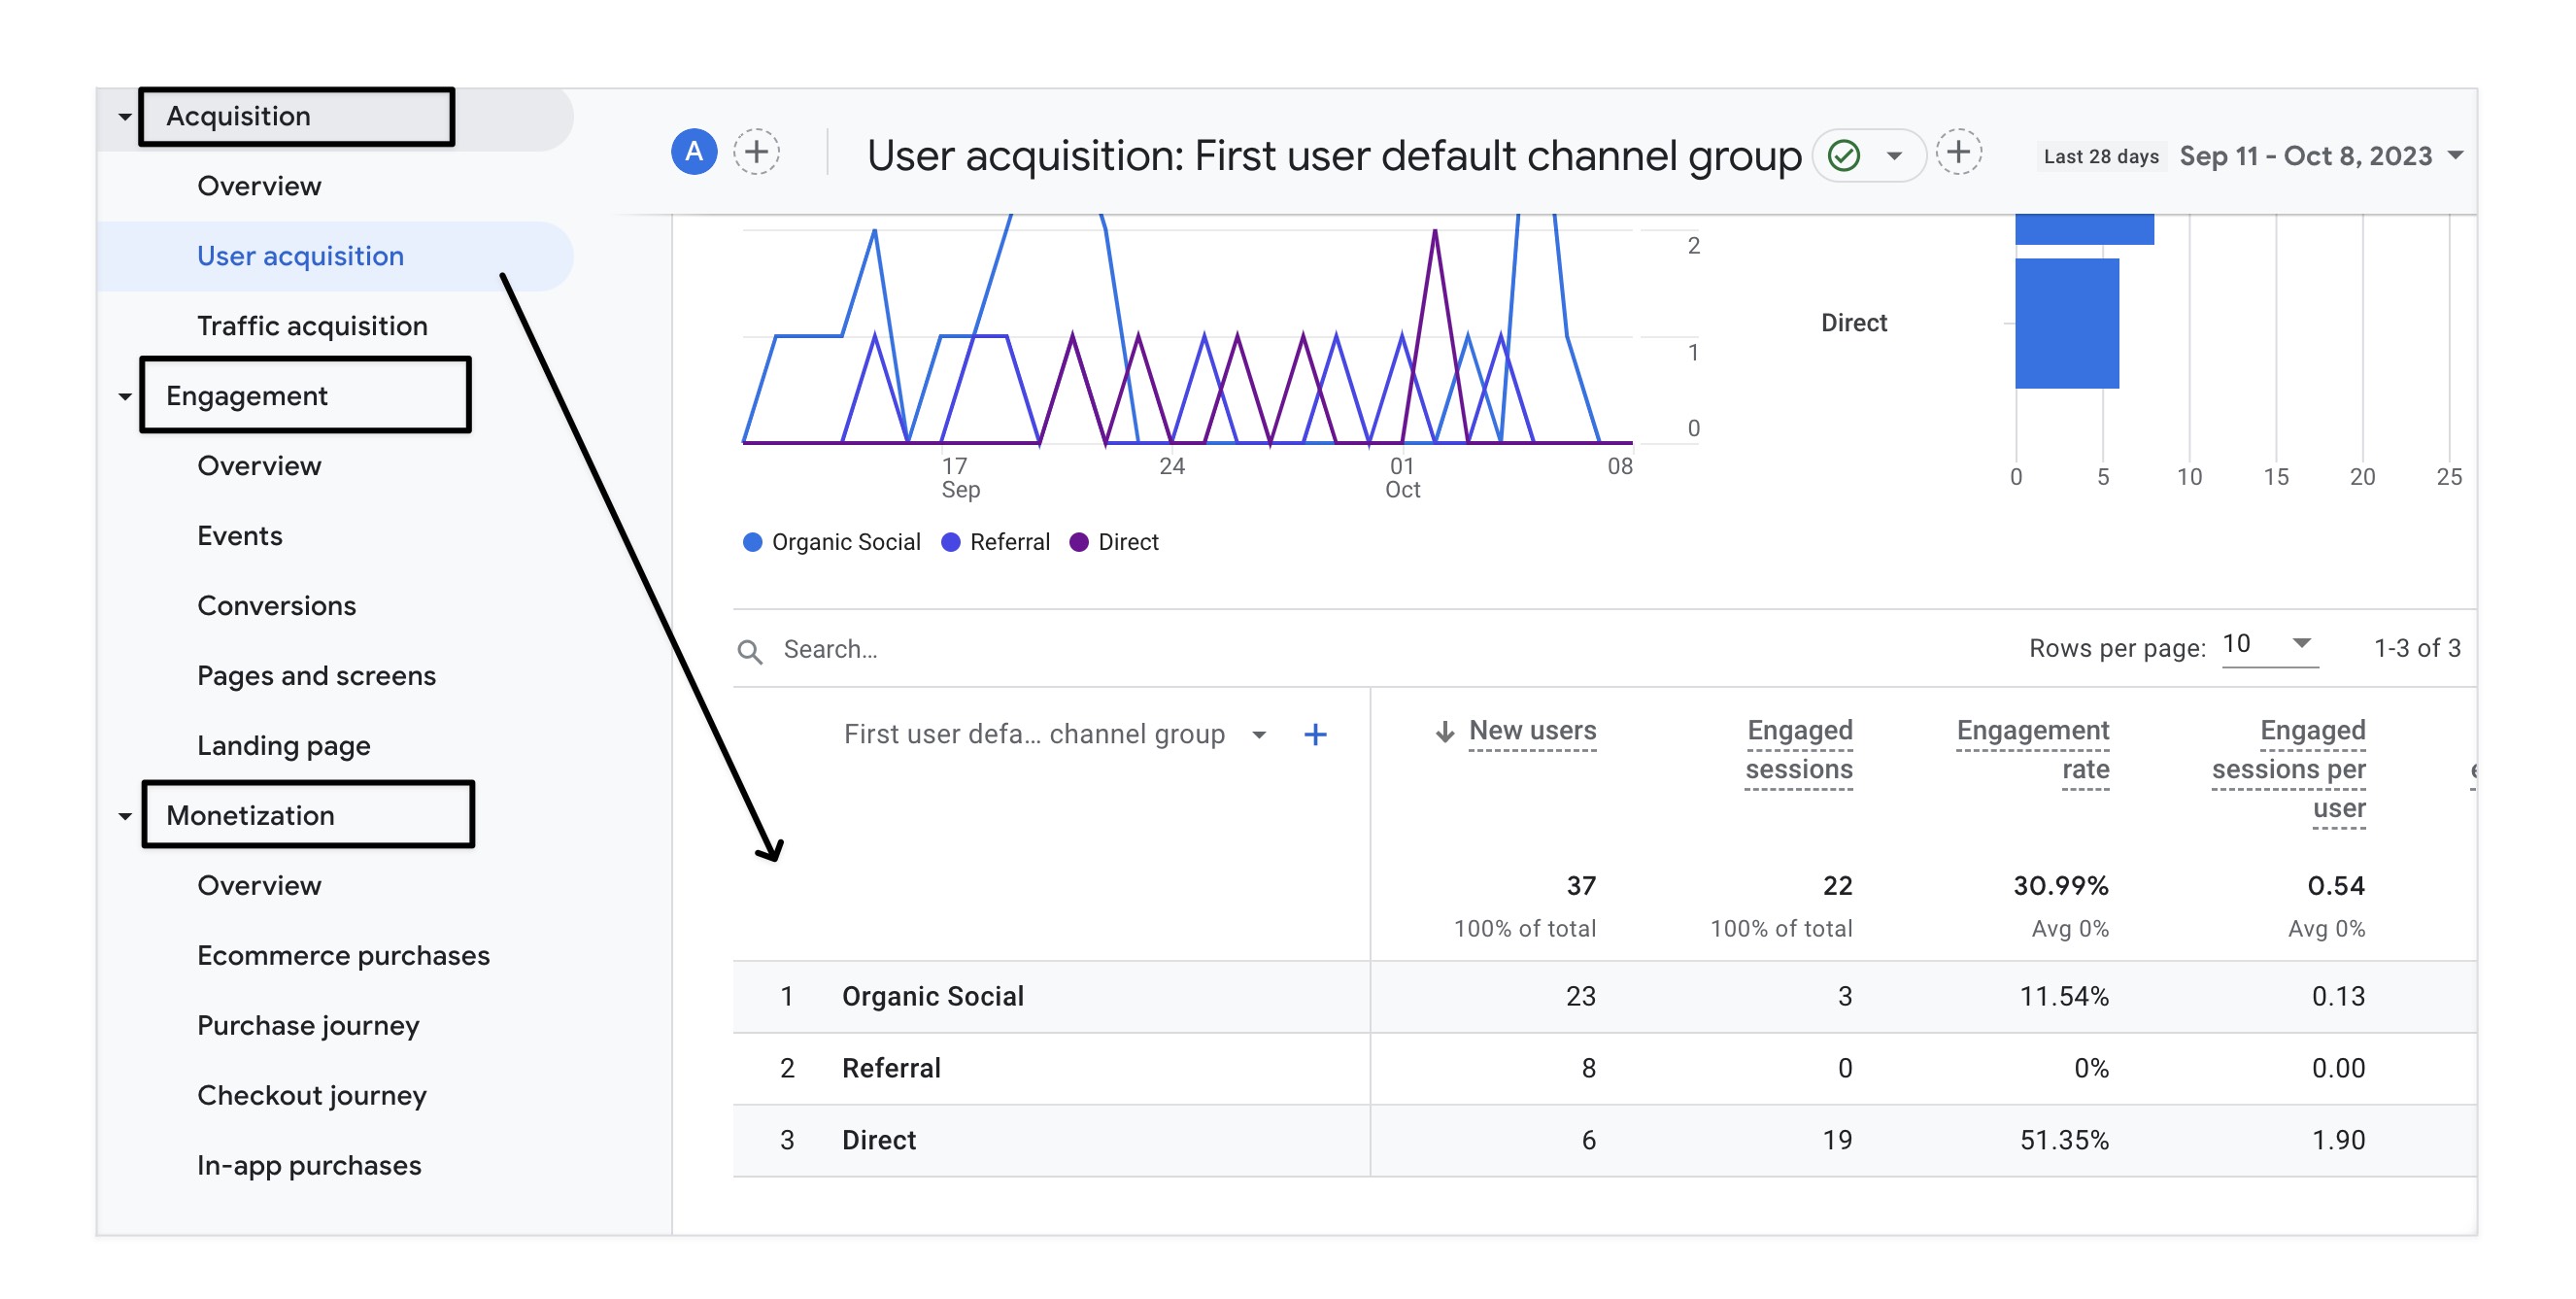 Acquisition
Overview
User acquisition
Traffic acquisition
Engagement
Overview
Events
Conversions
Pages and screens
Landing page
Monetization
Overview
Ecommerce purchases
Purchase journey
Checkout journey
In-app purchases
A
User acquisition: First user default channel group
Last 28 days Sep 11 - Oct 8, 2023
2
1
0
17 24 01 08
Sep Oct
Organic Social Referral Direct
Direct
0 5 10 15 20 25
Search...
Rows per page: 10 1-3 of 3
First user defa... channel group
New users
Engaged
sessions
Engagement
rate
Engaged
sessions per
user
37 22 30.99% 0.54
100% of total 100% of total Avg 0% Avg 0%
1 Organic Social 23 3 11.54% 0.13
2 Referral 8 0 0% 0.00
3 Direct 6 19 51.35% 1.90